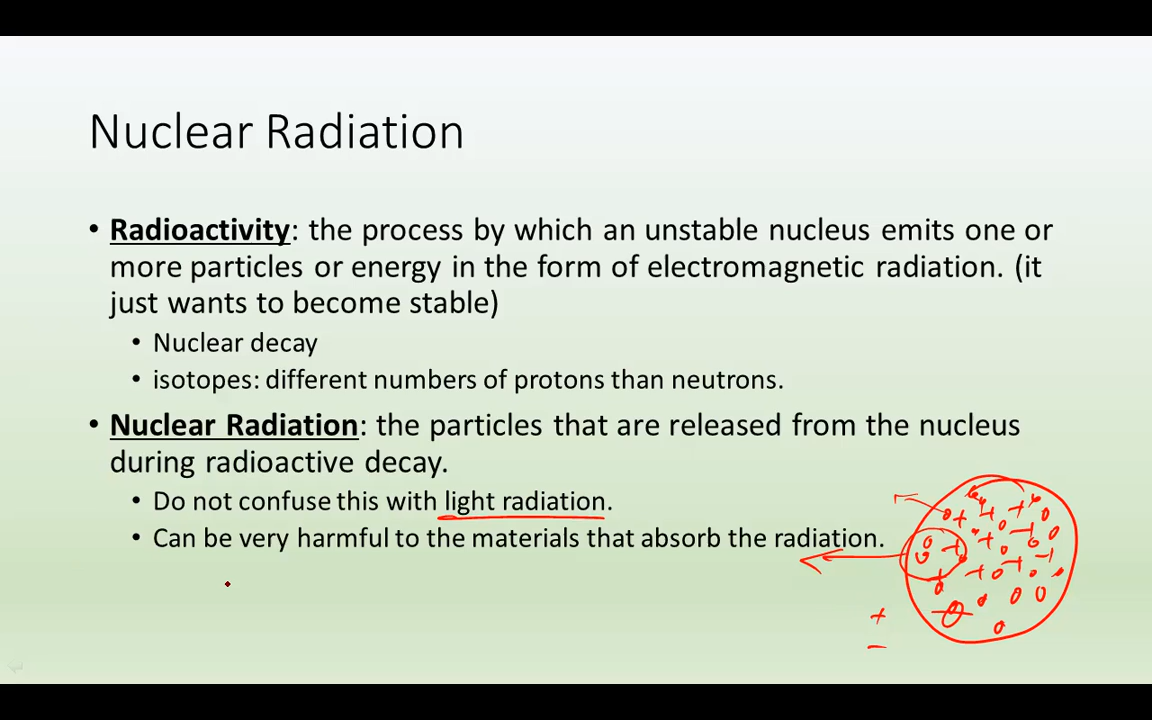 Nuclear Radiation
• Radioactivity: the process by which an unstable nucleus emits one or
more particles or energy in the form of electromagnetic radiation. (it
just wants to become stable)
• Nuclear decay
• isotopes: different numbers of protons than neutrons.
• Nuclear Radiation: the particles that are released from the nucleus
during radioactive decay.
• Do not confuse this with light radiation.
• Can be very harmful to the materials that absorb the radiation.
+
−